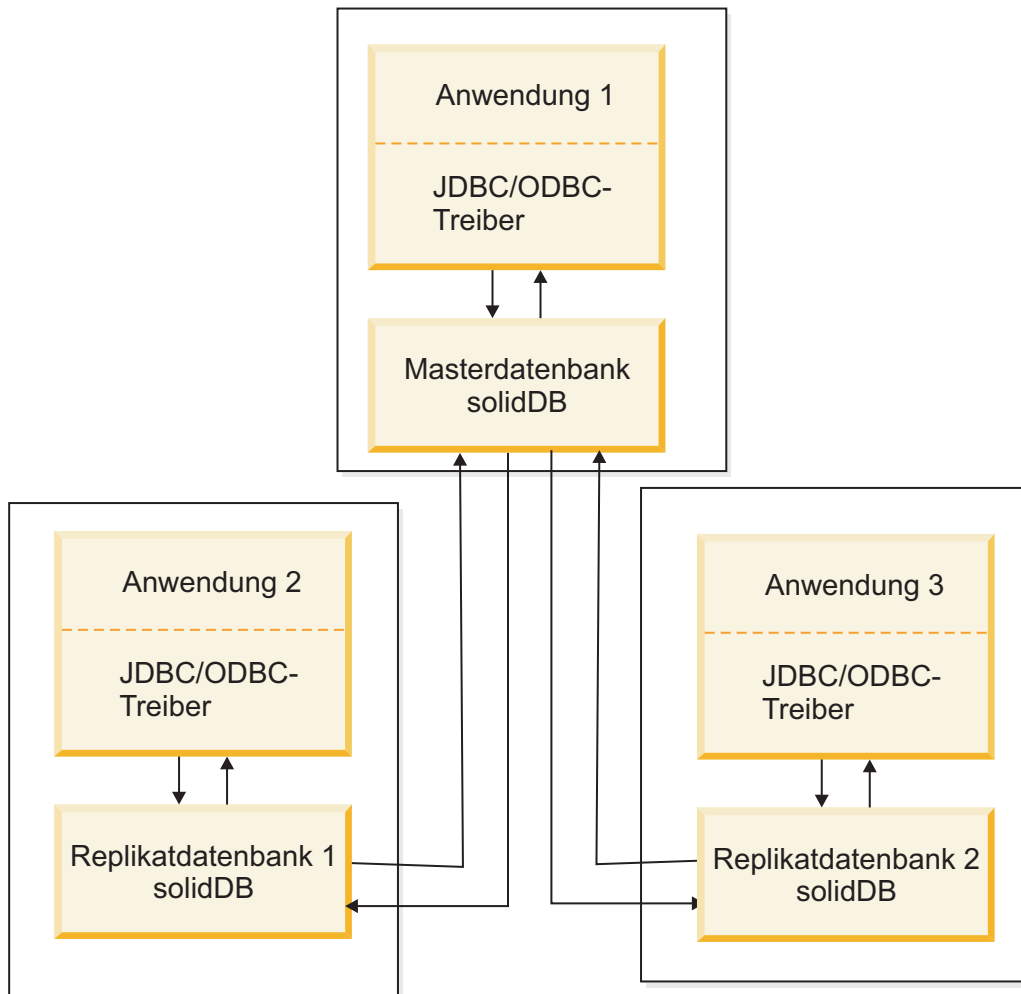 Anwendung 1
JDBC/ODBC-
Treiber
Masterdatenbank
solidDB
Anwendung 2
JDBC/ODBC-
Treiber
Replikatdatenbank 1
solidDB
Anwendung 3
JDBC/ODBC-
Treiber
Replikatdatenbank 2
solidDB